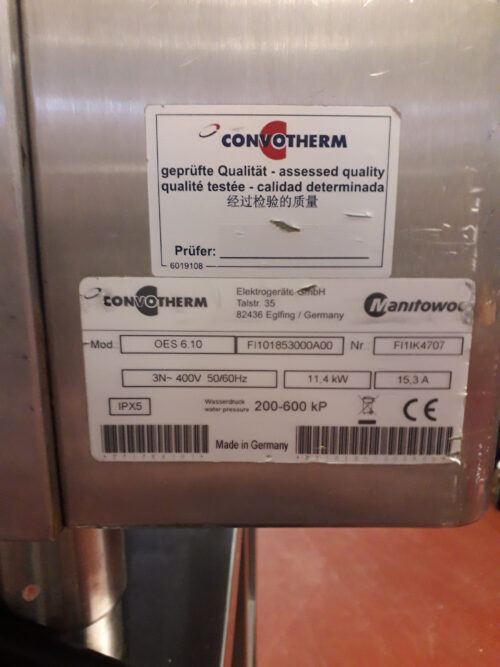 CONVOTHERM
geprüfte Qualität - assessed quality
qualité testée - calidad determinada
经过检验的质量
Prüfer:
6019108
CONVOTHERM
Elektrogeräte GmbH
Talstr. 35
82436 Eglfing / Germany
Manitowoc
Mod. OES 6.10 FI101853000A00 Nr. FI1IK4707
3N~ 400V 50/60Hz 11,4 kW 15,3 A
IPX5 Wasserdruck
water pressure 200-600 kP CE
Made in Germany